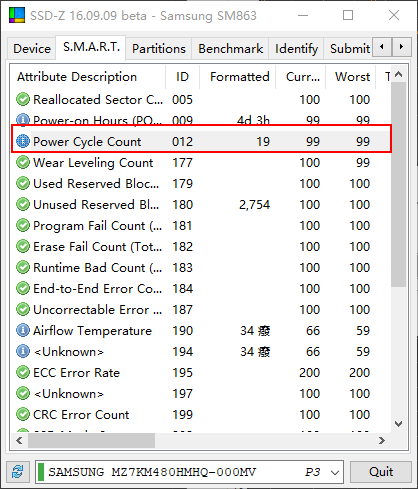 SSD-Z 16.09.09 beta - Samsung SM863
Device S.M.A.R.T. Partitions Benchmark Identify Submit
Attribute Description ID Formatted Curr... Worst T
Reallocated Sector C... 005 100 100
Power-on Hours (PO... 009 4d 3h 99 99
Power Cycle Count 012 19 99 99
Wear Leveling Count 177 100 99
Used Reserved Bloc... 179 100 100
Unused Reserved Bl... 180 2,754 100 100
Program Fail Count (... 181 100 100
Erase Fail Count (Tot... 182 100 100
Runtime Bad Count (... 183 100 100
End-to-End Error Co... 184 100 100
Uncorrectable Error ... 187 100 100
Airflow Temperature 190 34 癈 66 59
<Unknown> 194 34 癈 66 59
ECC Error Rate 195 200 200
<Unknown> 197 100 100
CRC Error Count 199 100 100
SAMSUNG MZ7KM480HMHQ-000MV P3
Quit